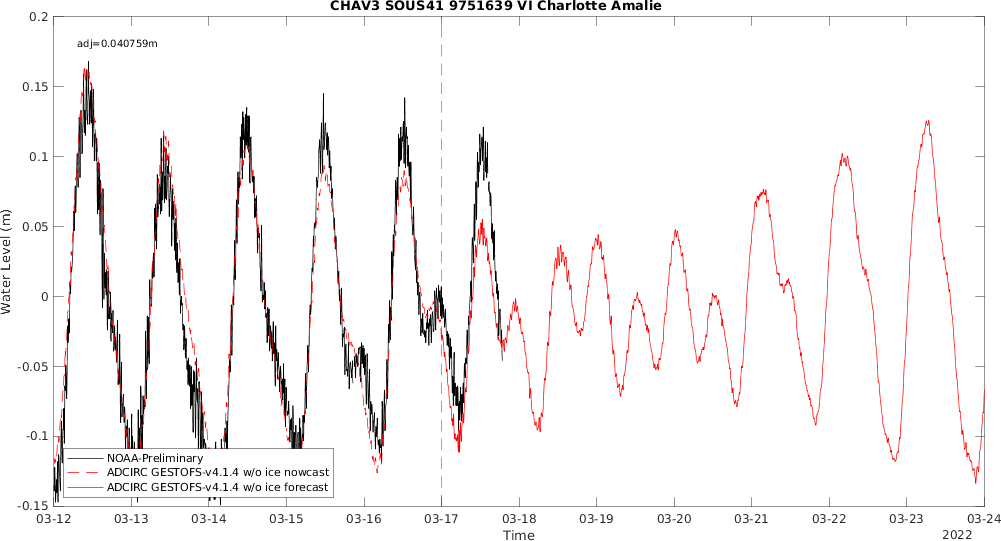 CHAV3 SOUS41 9751639 VI Charlotte Amalie
adj=0.040759m
0.2
0.15
0.1
0.05
0
-0.05
-0.1
-0.15
Water Level (m)
NOAA-Preliminary
ADCIRC GESTOFS-v4.1.4 w/o ice nowcast
ADCIRC GESTOFS-v4.1.4 w/o ice forecast
03-12 03-13 03-14 03-15 03-16 03-17 03-18 03-19 03-20 03-21 03-22 03-23 03-24
Time
2022